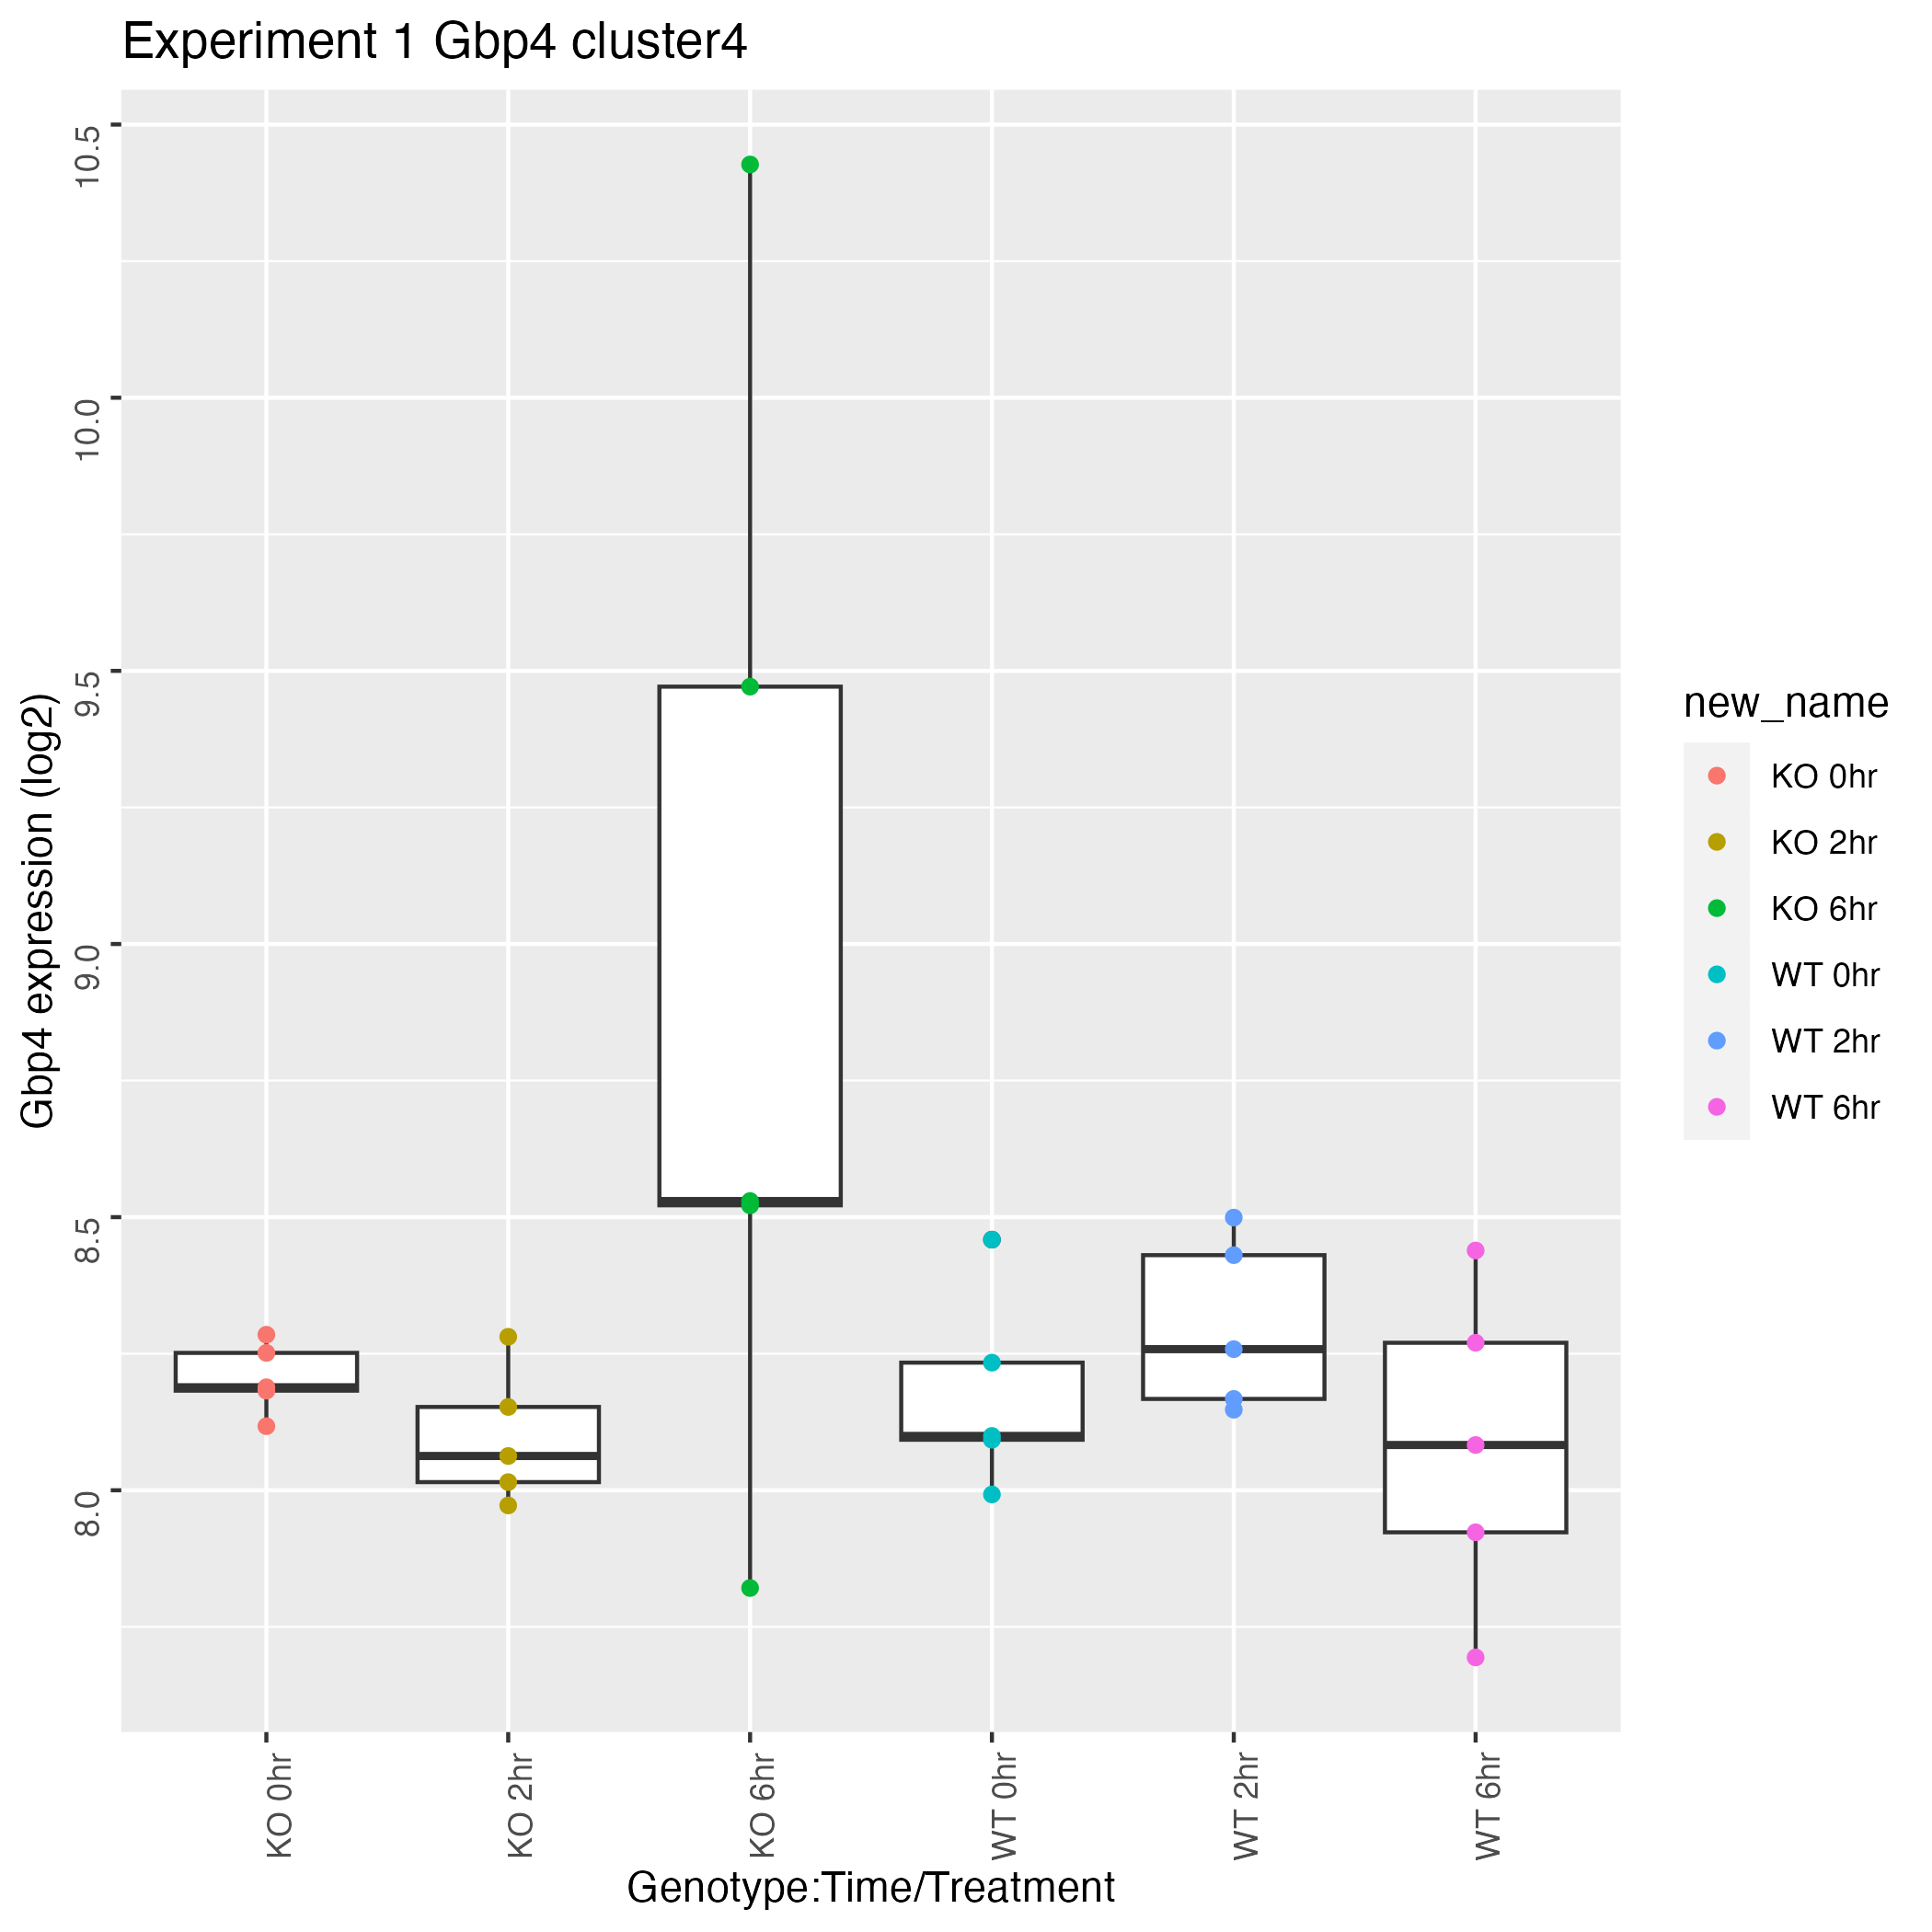 Experiment 1 Gbp4 cluster4
Gbp4 expression (log2)
10.5
10.0
9.5
9.0
8.5
8.0
KO 0hr
KO 2hr
KO 6hr
WT 0hr
WT 2hr
WT 6hr
Genotype:Time/Treatment
new_name
KO 0hr
KO 2hr
KO 6hr
WT 0hr
WT 2hr
WT 6hr